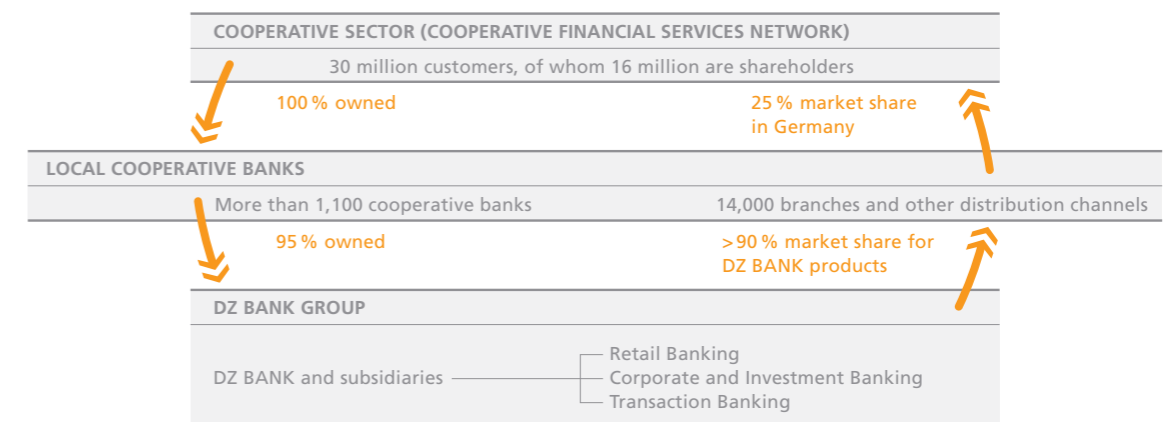 COOPERATIVE SECTOR (COOPERATIVE FINANCIAL SERVICES NETWORK)
30 million customers, of whom 16 million are shareholders
100 % owned
25 % market share
in Germany
LOCAL COOPERATIVE BANKS
More than 1,100 cooperative banks
14,000 branches and other distribution channels
95 % owned
>90 % market share for
DZ BANK products
DZ BANK GROUP
DZ BANK and subsidiaries
Retail Banking
Corporate and Investment Banking
Transaction Banking